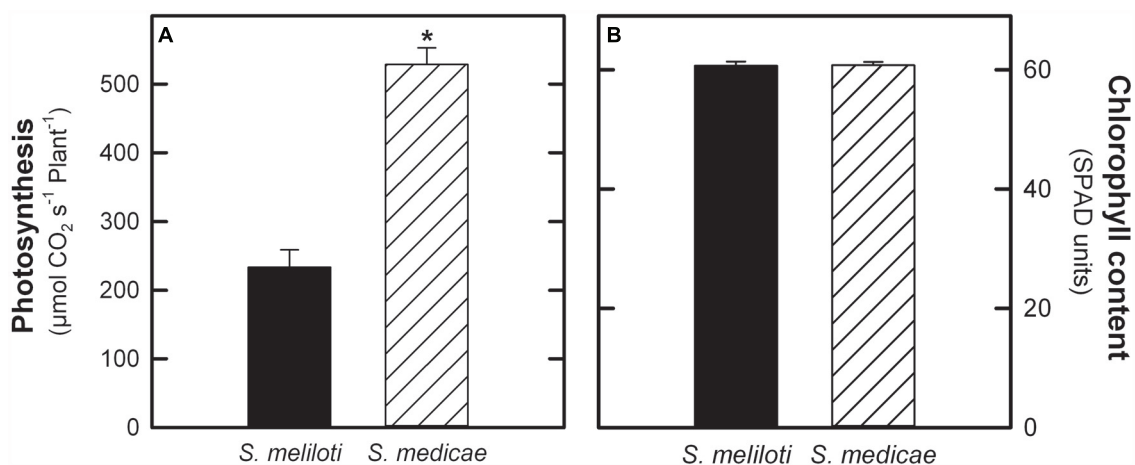 A
*
Photosynthesis
(µmol CO₂ s⁻¹ Plant⁻¹)
500
400
300
200
100
0
S. meliloti S. medicae
B
60
40
20
0
Chlorophyll content
(SPAD units)
S. meliloti S. medicae